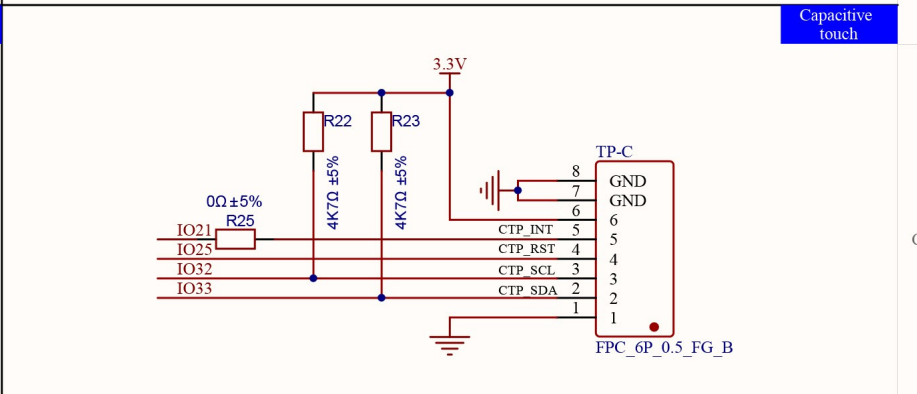 Capacitive
touch
3.3V
R22
R23
4K7Ω ±5%
4K7Ω ±5%
TP-C
8
GND
7
GND
6
6
0Ω ±5%
R25
IO21
CTP_INT
5
5
IO25
CTP_RST
4
4
IO32
CTP_SCL
3
3
IO33
CTP_SDA
2
2
1
1
FPC_6P_0.5_FG_B